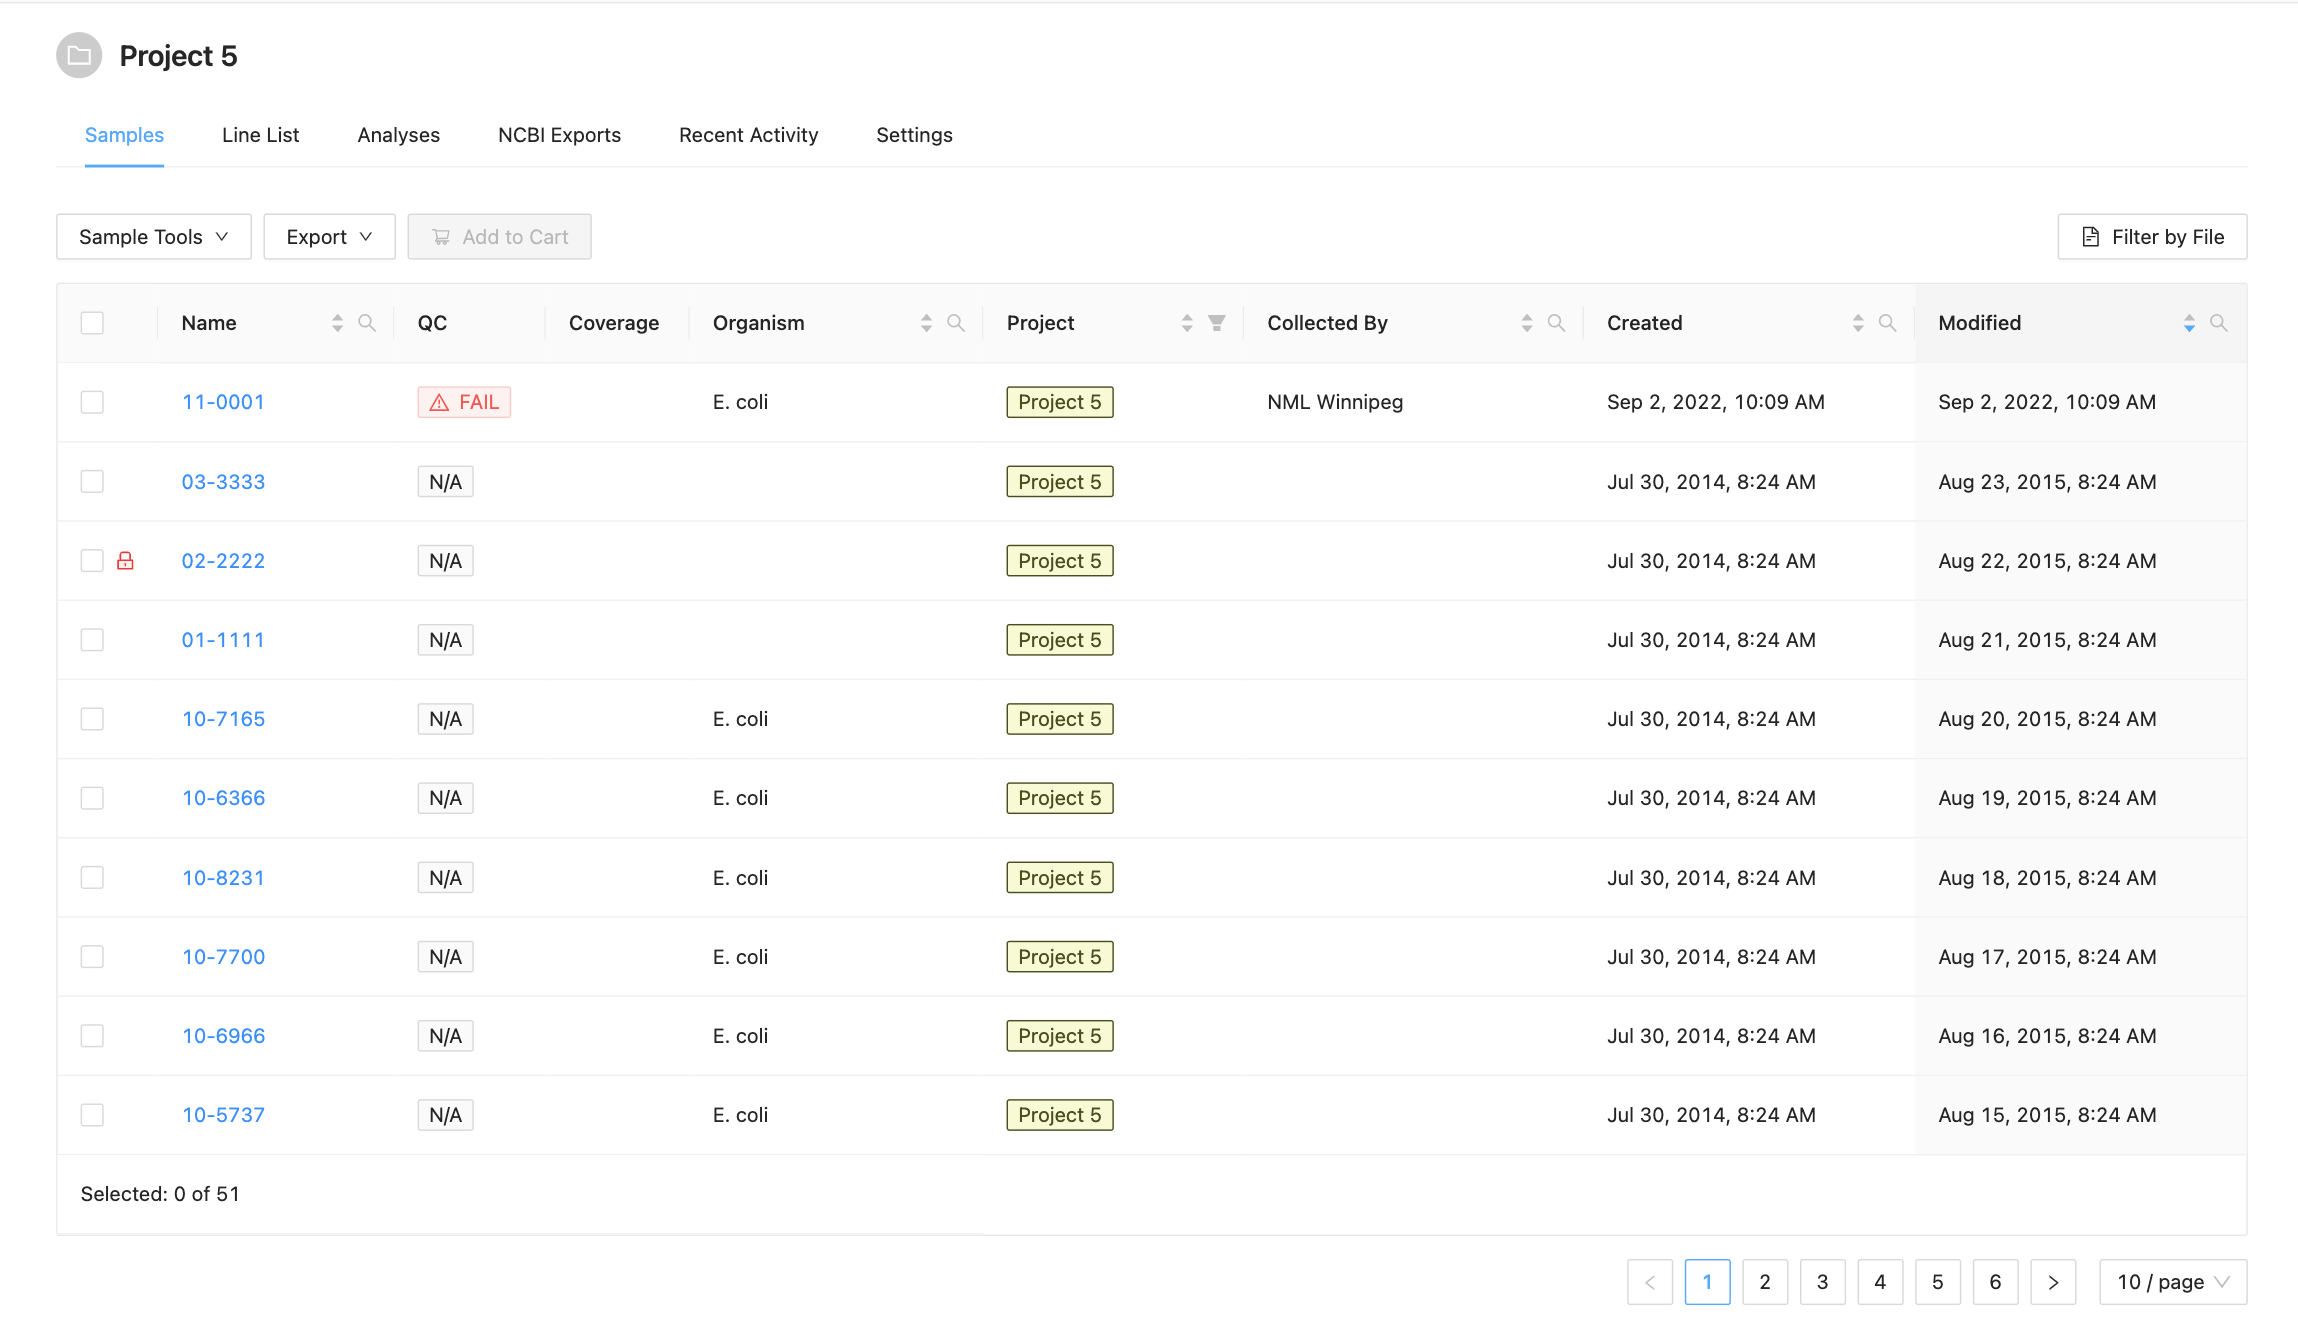 Project 5
Samples Line List Analyses NCBI Exports Recent Activity Settings
Sample Tools Export Add to Cart Filter by File
Name QC Coverage Organism Project Collected By Created Modified
11-0001 FAIL E. coli Project 5 NML Winnipeg Sep 2, 2022, 10:09 AM Sep 2, 2022, 10:09 AM
03-3333 N/A Project 5 Jul 30, 2014, 8:24 AM Aug 23, 2015, 8:24 AM
02-2222 N/A Project 5 Jul 30, 2014, 8:24 AM Aug 22, 2015, 8:24 AM
01-1111 N/A Project 5 Jul 30, 2014, 8:24 AM Aug 21, 2015, 8:24 AM
10-7165 N/A E. coli Project 5 Jul 30, 2014, 8:24 AM Aug 20, 2015, 8:24 AM
10-6366 N/A E. coli Project 5 Jul 30, 2014, 8:24 AM Aug 19, 2015, 8:24 AM
10-8231 N/A E. coli Project 5 Jul 30, 2014, 8:24 AM Aug 18, 2015, 8:24 AM
10-7700 N/A E. coli Project 5 Jul 30, 2014, 8:24 AM Aug 17, 2015, 8:24 AM
10-6966 N/A E. coli Project 5 Jul 30, 2014, 8:24 AM Aug 16, 2015, 8:24 AM
10-5737 N/A E. coli Project 5 Jul 30, 2014, 8:24 AM Aug 15, 2015, 8:24 AM
Selected: 0 of 51
< 1 2 3 4 5 6 > 10 / page